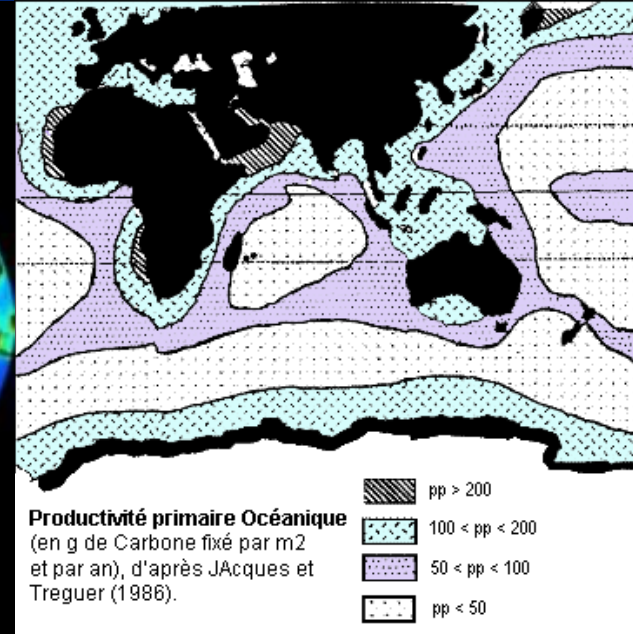 Productivité primaire Océanique
(en g de Carbone fixé par m2
et par an), d'après JAcques et
Treguer (1986).
pp > 200
100 < pp < 200
50 < pp < 100
pp < 50